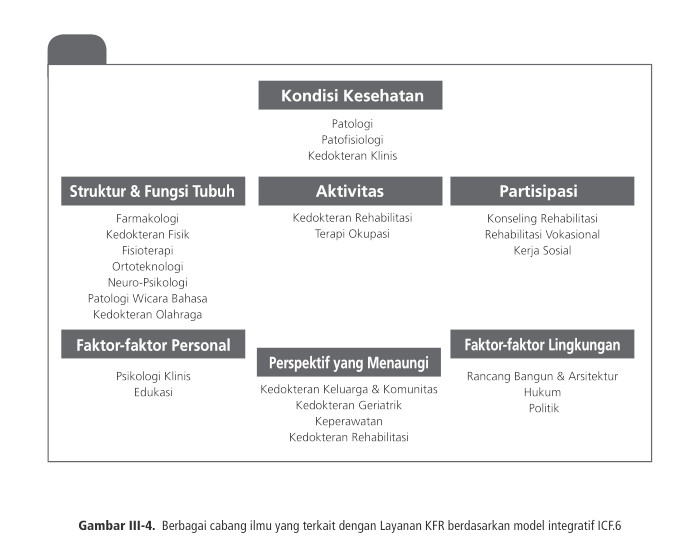 Kondisi Kesehatan
Patologi
Patofisiologi
Kedokteran Klinis
Struktur & Fungsi Tubuh
Farmakologi
Kedokteran Fisik
Fisioterapi
Ortoteknologi
Neuro-Psikologi
Patologi Wicara Bahasa
Kedokteran Olahraga
Aktivitas
Kedokteran Rehabilitasi
Terapi Okupasi
Partisipasi
Konseling Rehabilitasi
Rehabilitasi Vokasional
Kerja Sosial
Faktor-faktor Personal
Psikologi Klinis
Edukasi
Perspektif yang Menaungi
Kedokteran Keluarga & Komunitas
Kedokteran Geriatrik
Keperawatan
Kedokteran Rehabilitasi
Faktor-faktor Lingkungan
Rancang Bangun & Arsitektur
Hukum
Politik
Gambar III-4. Berbagai cabang ilmu yang terkait dengan Layanan KFR berdasarkan model integratif ICF.6